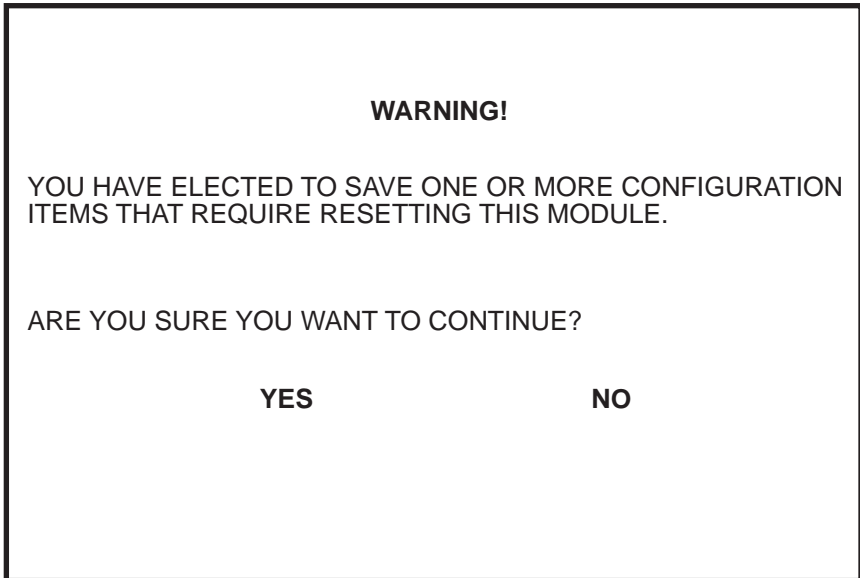 WARNING!
YOU HAVE ELECTED TO SAVE ONE OR MORE CONFIGURATION
ITEMS THAT REQUIRE RESETTING THIS MODULE.
ARE YOU SURE YOU WANT TO CONTINUE?
YES NO